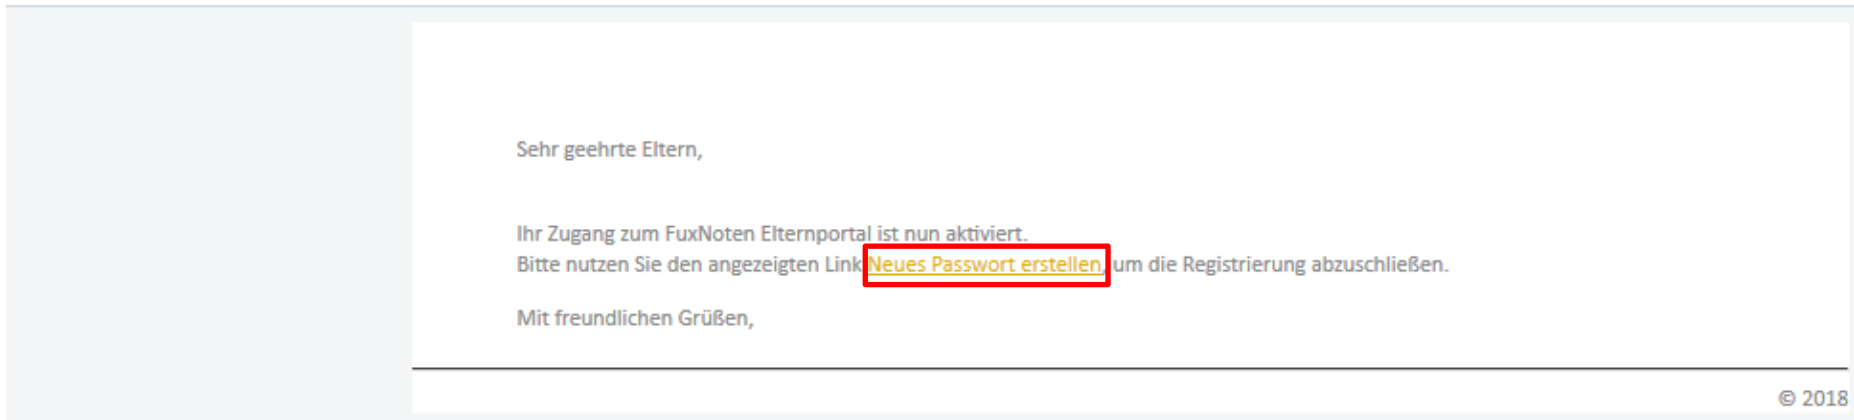 Sehr geehrte Eltern,
Ihr Zugang zum FuxNoten Elternportal ist nun aktiviert.
Bitte nutzen Sie den angezeigten Link Neues Passwort erstellen, um die Registrierung abzuschließen.
Mit freundlichen Grüßen,
© 2018